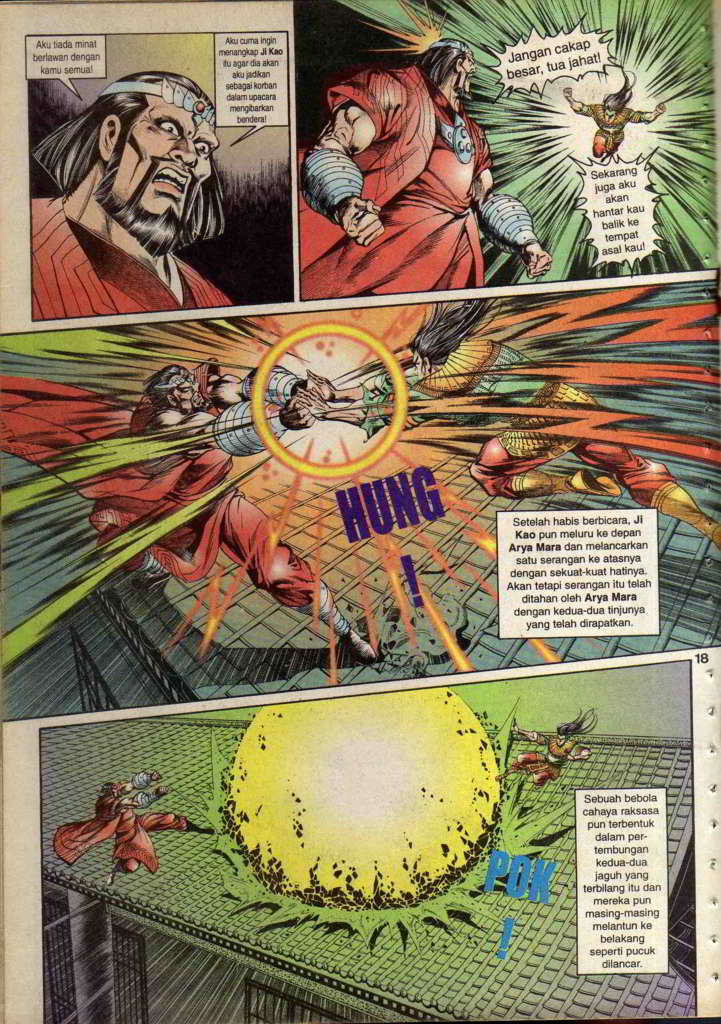 Aku tiada minat
berlawan dengan
kamu semua!
Aku cuma ingin
menangkap Ji Kao
itu agar dia akan
aku jadikan
sebagai korban
dalam upacara
mengibarkan
bendera!
Jangan cakap
besar, tua jahat!
Sekarang
juga aku
akan
hantar kau
balik ke
tempat
asal kau!
HUNG
!
Setelah habis berbicara, Ji
Kao pun meluru ke depan
Arya Mara dan melancarkan
satu serangan ke atasnya
dengan sekuat-kuat hatinya.
Akan tetapi serangan itu telah
ditahan oleh Arya Mara
dengan kedua-dua tinjunya
yang telah dirapatkan.
18
Sebuah bebola
cahaya raksasa
pun terbentuk
dalam per-
tembungan
kedua-dua
jaguh yang
terbilang itu dan
mereka pun
masing-masing
melantun ke
belakang
seperti pucuk
dilancar.
POK
!